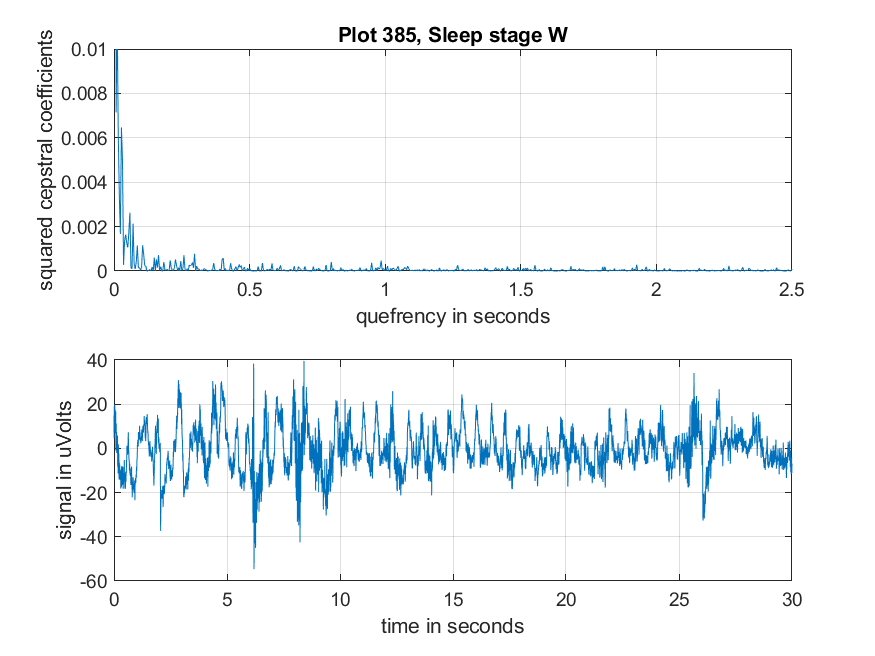 Plot 385, Sleep stage W
squared cepstral coefficients
0.01
0.008
0.006
0.004
0.002
0
0 0.5 1 1.5 2 2.5
quefrency in seconds
signal in uVolts
40
20
0
-20
-40
-60
0 5 10 15 20 25 30
time in seconds